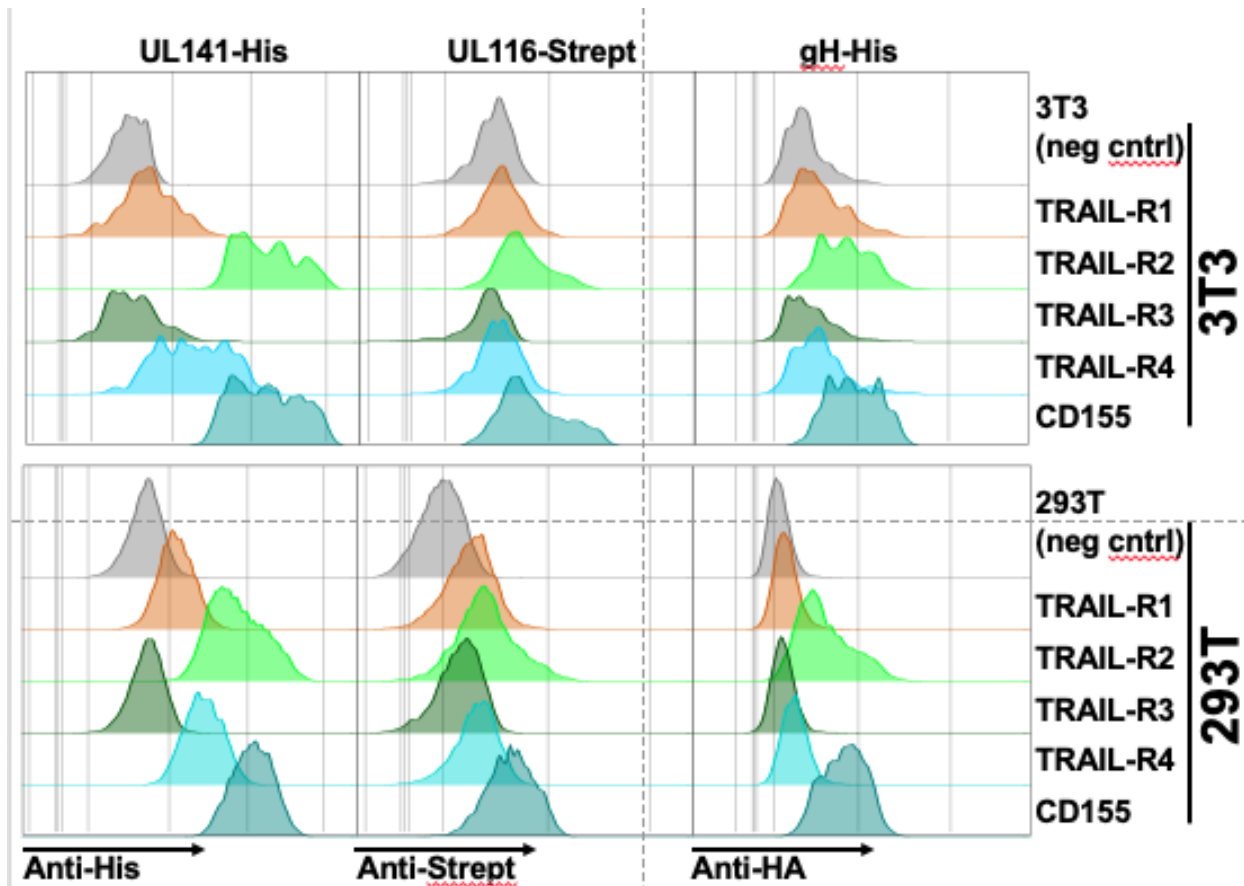 UL141-His UL116-Strept gH-His
3T3
(neg cntrl)
TRAIL-R1
TRAIL-R2
TRAIL-R3
TRAIL-R4
CD155
3T3
293T
(neg cntrl)
TRAIL-R1
TRAIL-R2
TRAIL-R3
TRAIL-R4
CD155
293T
Anti-His Anti-Strept Anti-HA